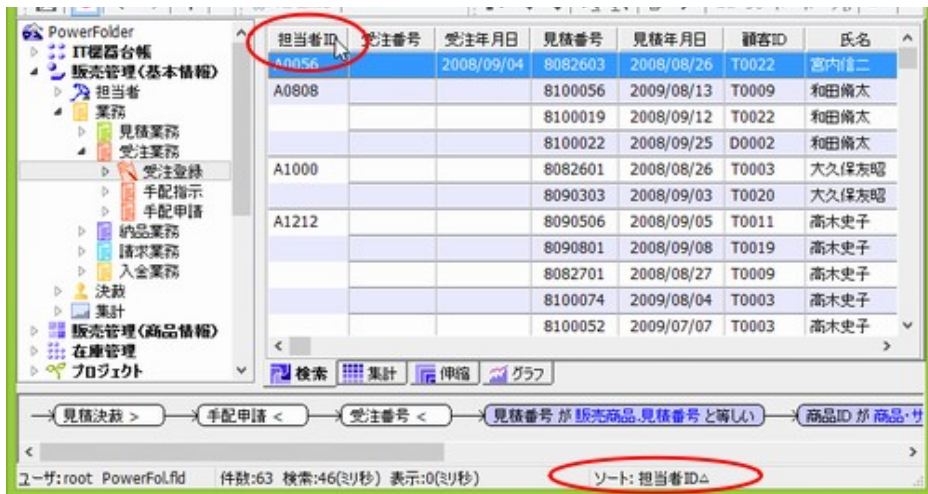 PowerFolder
IT機器台帳
販売管理(基本情報)
担当者
業務
見積業務
受注業務
受注登録
手配指示
手配申請
納品業務
請求業務
入金業務
決裁
集計
販売管理(商品情報)
在庫管理
プロジェクト
担当者ID 受注番号 受注年月日 見積番号 見積年月日 顧客ID 氏名
A0056 2008/09/04 8082603 2008/08/26 T0022 宮内信二
A0808 8100056 2009/08/13 T0009 和田脩太
8100019 2009/09/12 T0022 和田脩太
8100022 2009/09/25 D0002 和田脩太
A1000 8082601 2008/08/26 T0003 大久保友昭
8090303 2008/09/03 T0020 大久保友昭
A1212 8090506 2008/09/05 T0011 高木史子
8090801 2008/09/08 T0019 高木史子
8082701 2008/08/27 T0009 高木史子
8100074 2009/08/04 T0003 高木史子
8100052 2009/07/07 T0003 高木史子
検索 集計 伸縮 グラフ
見積決裁 > 手配申請 < 受注番号 < 見積番号 が 販売商品.見積番号 と等しい 商品ID が 商品・サ
ユーザ:root PowerFol.fld 件数:63 検索:46(ミリ秒) 表示:0(ミリ秒) ソート: 担当者ID△